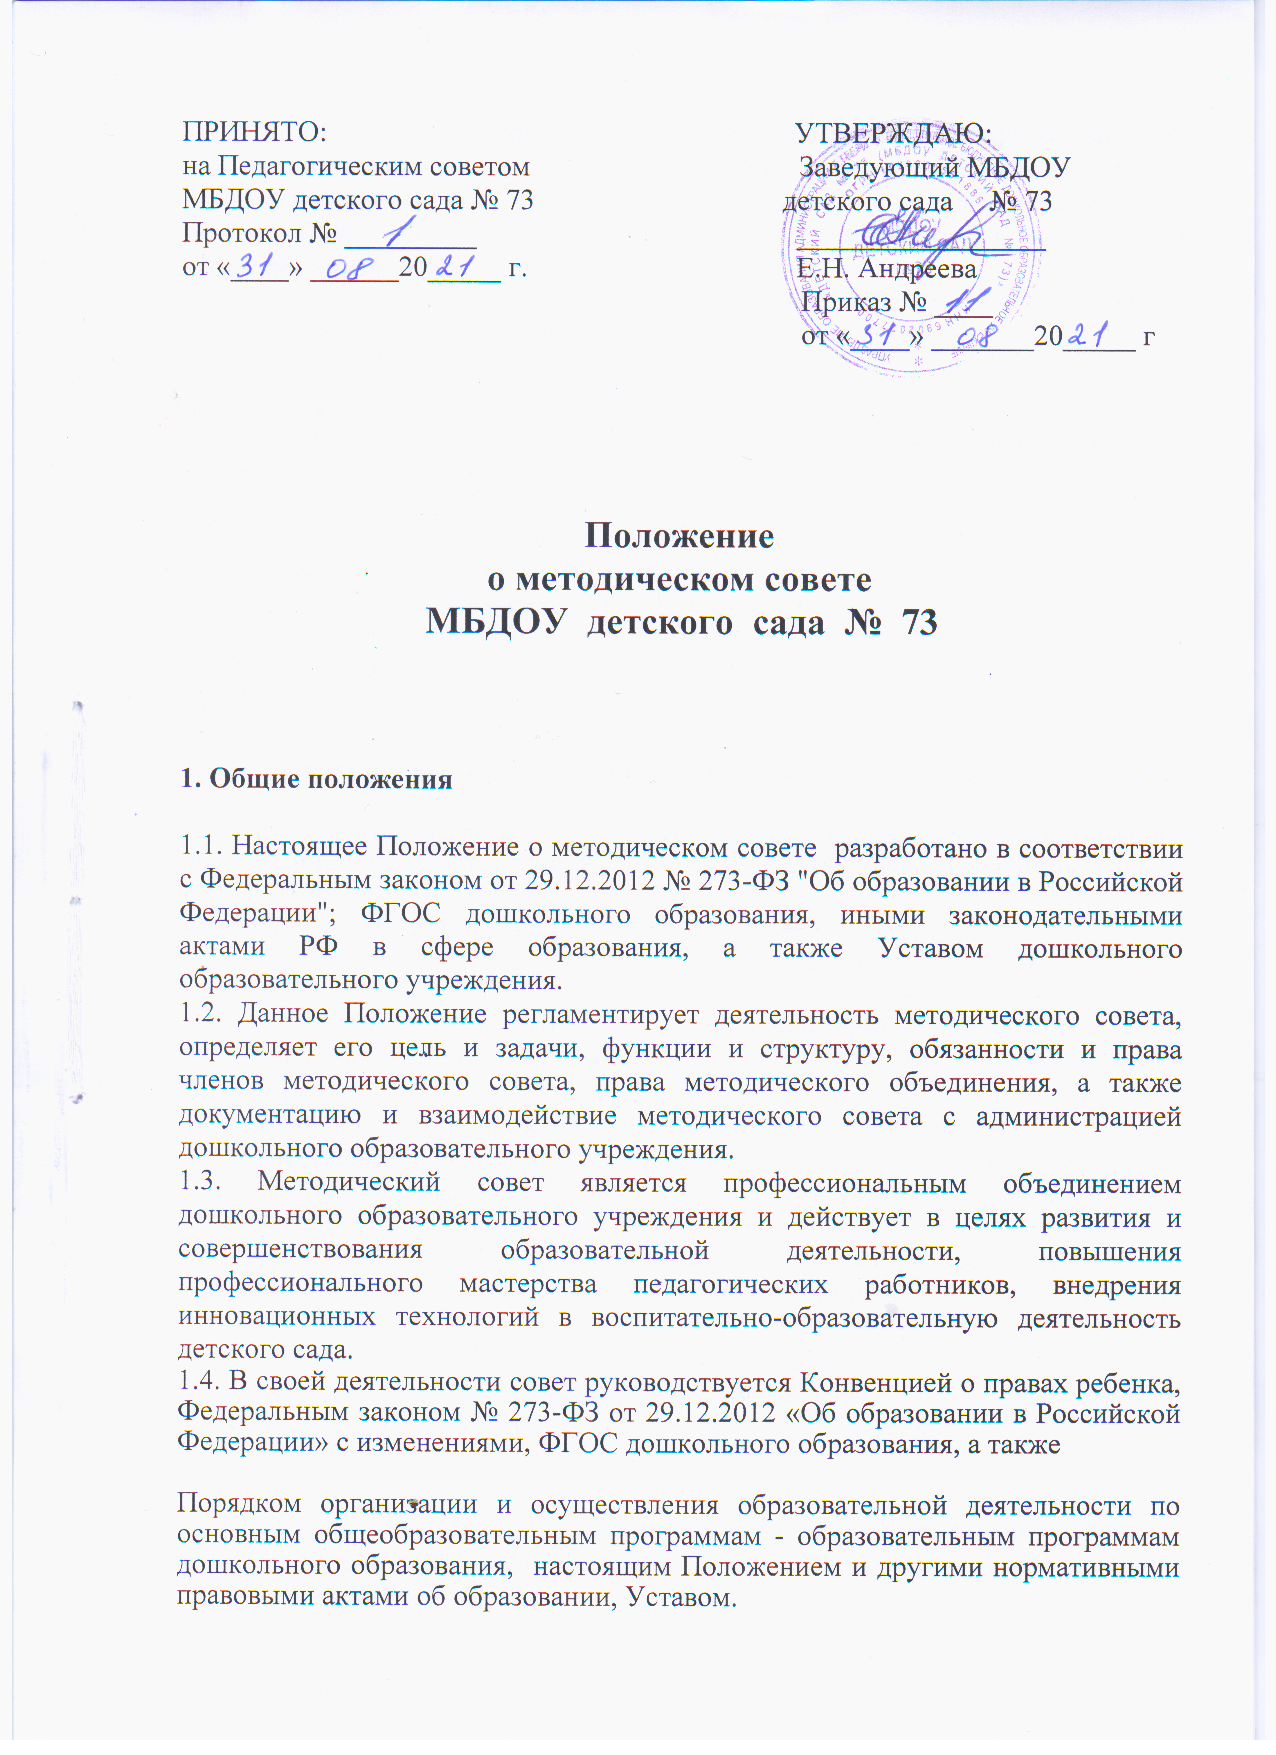 ПРИНЯТО:
на Педагогическим советом
МБДОУ детского сада № 73
Протокол № 1
от «31» 08 2021 г.
УТВЕРЖДАЮ:
Заведующий МБДОУ
детского сада № 73
Е.Н. Андреева
Приказ № 11
от «31» 08 2021 г
Положение
о методическом совете
МБДОУ детского сада № 73
1. Общие положения
1.1. Настоящее Положение о методическом совете разработано в соответствии
с Федеральным законом от 29.12.2012 № 273-ФЗ "Об образовании в Российской
Федерации"; ФГОС дошкольного образования, иными законодательными
актами РФ в сфере образования, а также Уставом дошкольного
образовательного учреждения.
1.2. Данное Положение регламентирует деятельность методического совета,
определяет его цель и задачи, функции и структуру, обязанности и права
членов методического совета, права методического объединения, а также
документацию и взаимодействие методического совета с администрацией
дошкольного образовательного учреждения.
1.3. Методический совет является профессиональным объединением
дошкольного образовательного учреждения и действует в целях развития и
совершенствования образовательной деятельности, повышения
профессионального мастерства педагогических работников, внедрения
инновационных технологий в воспитательно-образовательную деятельность
детского сада.
1.4. В своей деятельности совет руководствуется Конвенцией о правах ребенка,
Федеральным законом № 273-ФЗ от 29.12.2012 «Об образовании в Российской
Федерации» с изменениями, ФГОС дошкольного образования, а также
Порядком организации и осуществления образовательной деятельности по
основным общеобразовательным программам - образовательным программам
дошкольного образования, настоящим Положением и другими нормативными
правовыми актами об образовании, Уставом.